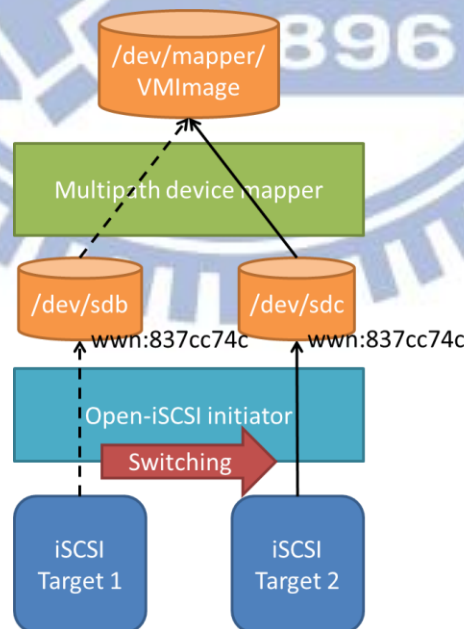 896
/dev/mapper/
VMImage
Multipath device mapper
/dev/sdb
/dev/sdc
wwn:837cc74c
wwn:837cc74c
Open-iSCSI initiator
Switching
iSCSI
Target 1
iSCSI
Target 2